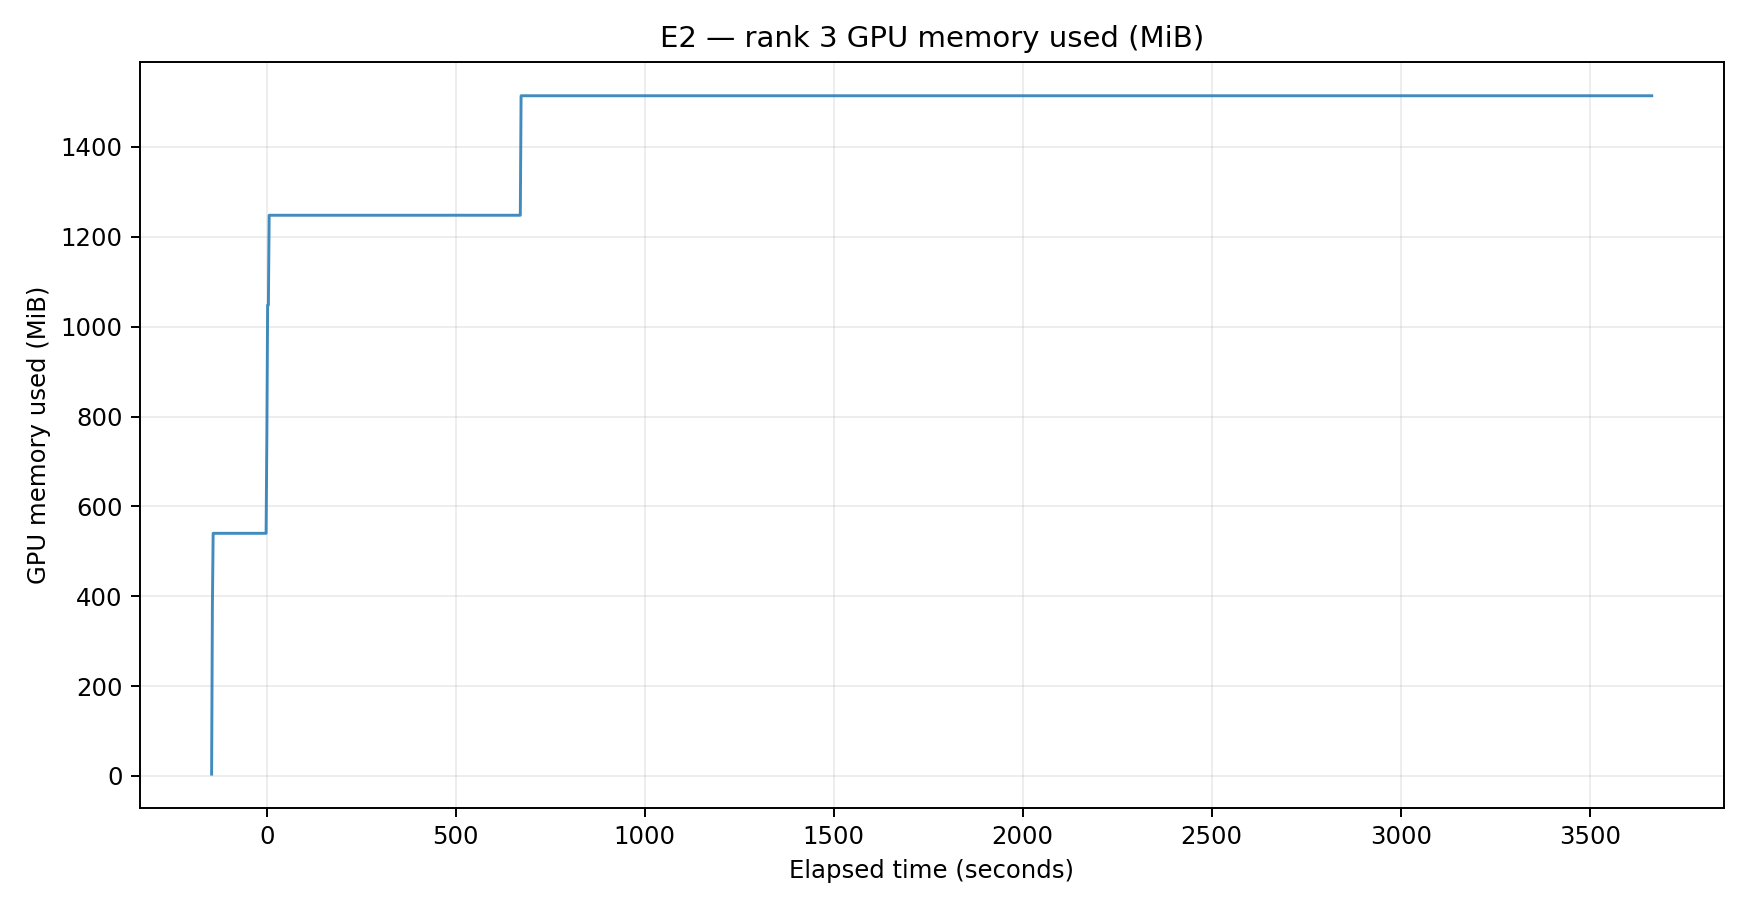 E2 — rank 3 GPU memory used (MiB)
GPU memory used (MiB)
1400
1200
1000
800
600
400
200
0
0 500 1000 1500 2000 2500 3000 3500
Elapsed time (seconds)